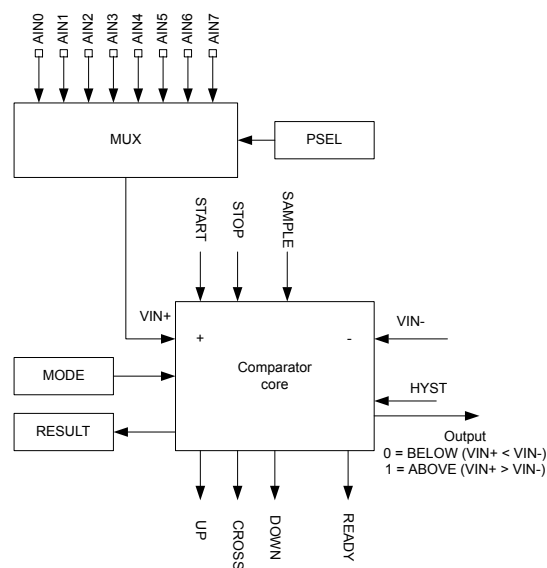 AIN0
AIN1
AIN2
AIN3
AIN4
AIN5
AIN6
AIN7
MUX
PSEL
START
STOP
SAMPLE
VIN+
VIN-
+
-
MODE
Comparator
core
HYST
RESULT
Output
0 = BELOW (VIN+ < VIN-)
1 = ABOVE (VIN+ > VIN-)
UP
CROSS
DOWN
READY